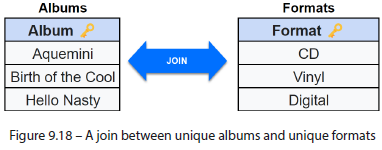 Albums
Formats
Album
Format
Aquemini
CD
JOIN
Birth of the Cool
Vinyl
Hello Nasty
Digital
Figure 9.18 – A join between unique albums and unique formats